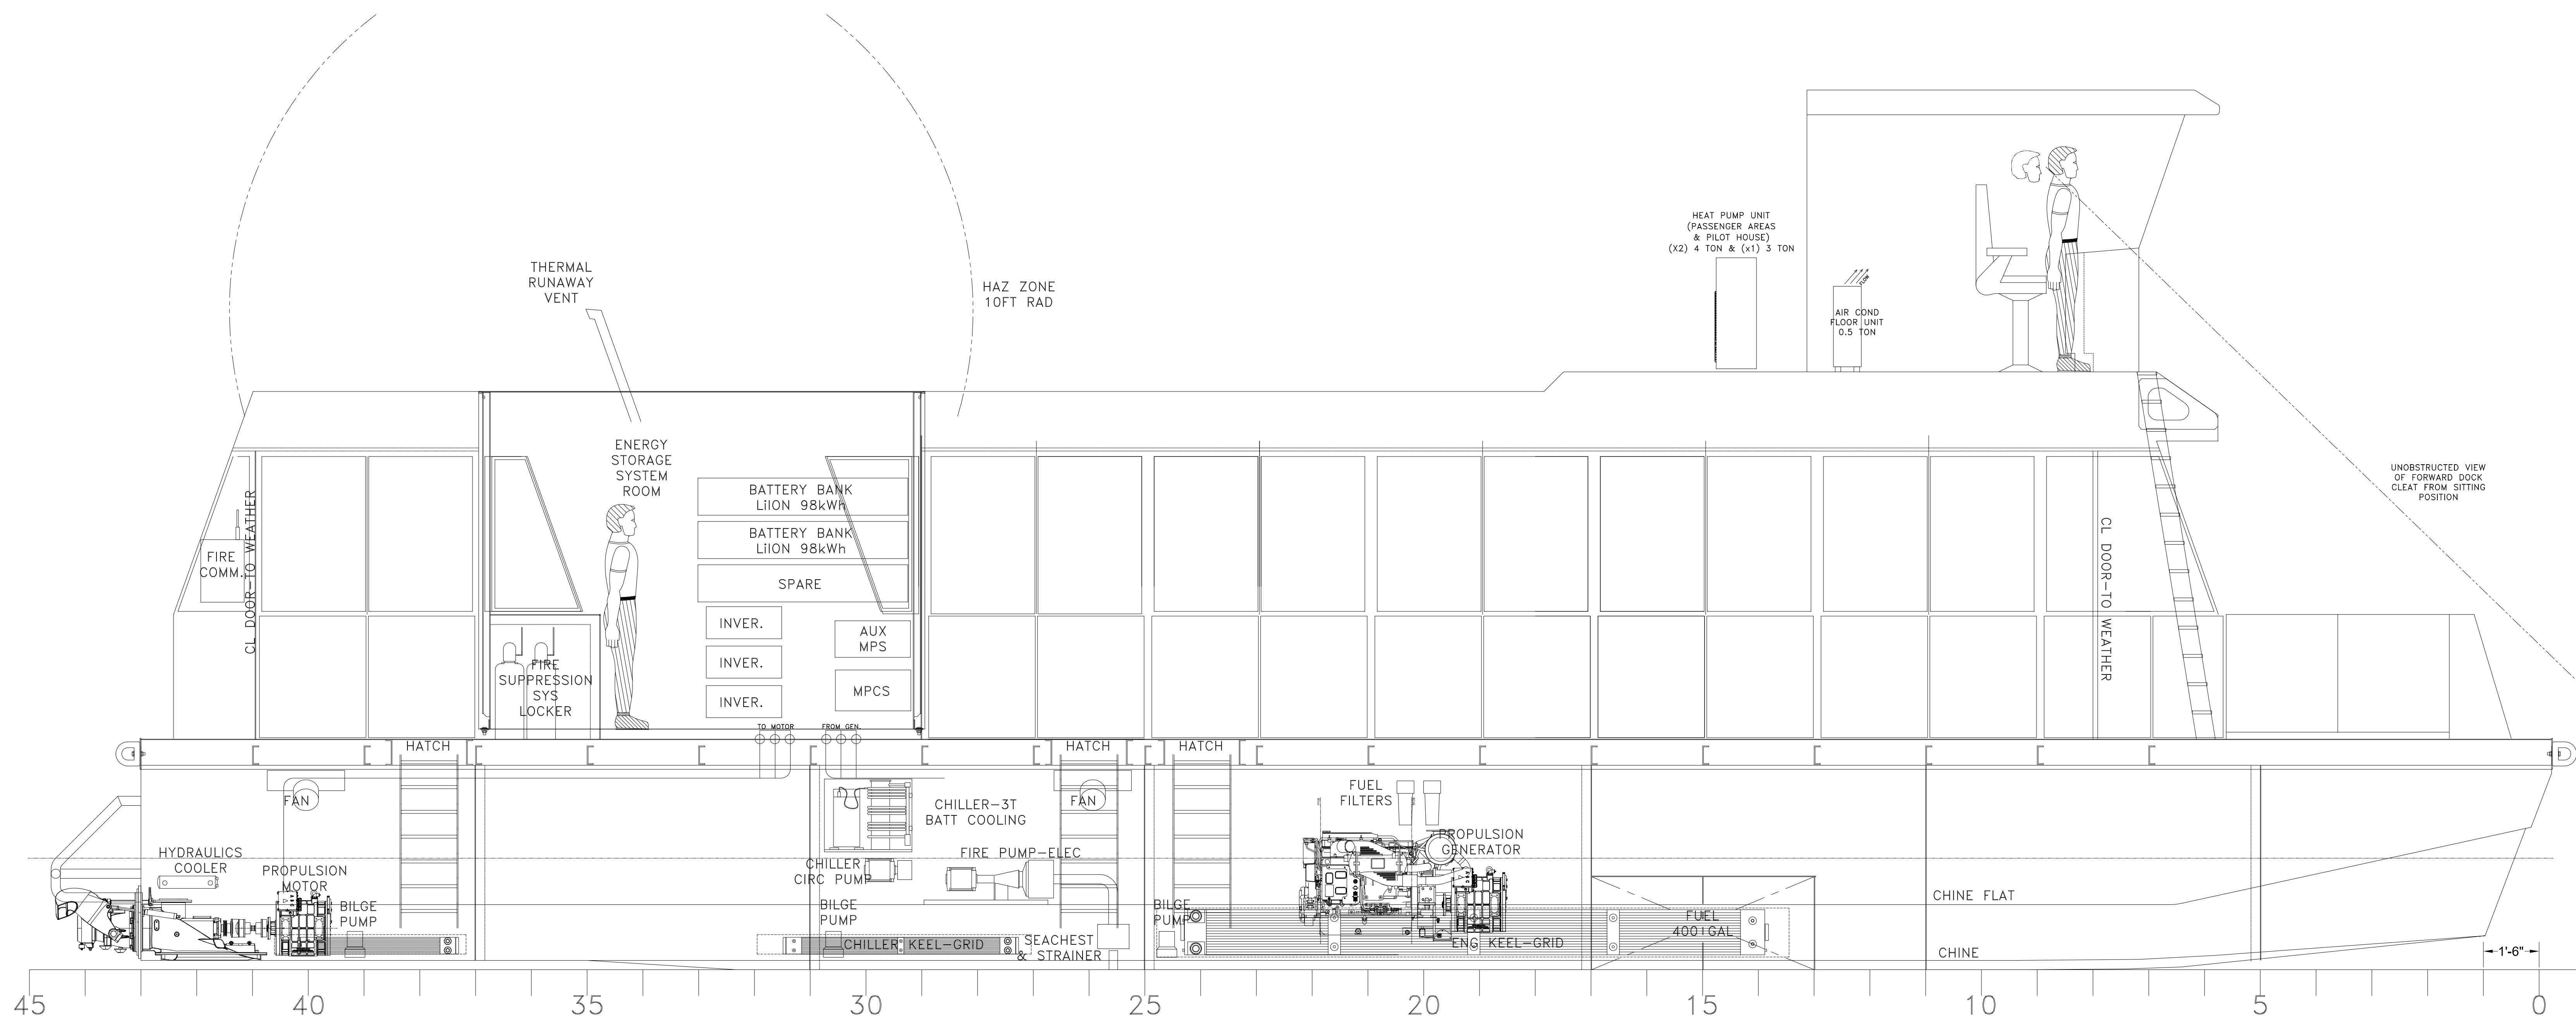 HEAT PUMP UNIT
(PASSENGER AREAS
& PILOT HOUSE)
(X2) 4 TON & (x1) 3 TON
FLOW
AIR COND
FLOOR UNIT
0.5 TON
THERMAL
RUNAWAY
VENT
HAZ ZONE
10FT RAD
UNOBSTRUCTED VIEW
OF FORWARD DOCK
CLEAT FROM SITTING
POSITION
ENERGY
STORAGE
SYSTEM
ROOM
BATTERY BANK
LiION 98kWh
BATTERY BANK
LiION 98kWh
SPARE
FIRE
COMM.
CL DOOR-TO WEATHER
CL DOOR-TO WEATHER
INVER.
INVER.
INVER.
AUX
MPS
MPCS
FIRE
SUPPRESSION
SYS
LOCKER
TO MOTOR
FROM GEN.
HATCH
HATCH
HATCH
FAN
FAN
CHILLER-3T
BATT COOLING
FUEL
FILTERS
PROPULSION
GENERATOR
HYDRAULICS
COOLER
PROPULSION
MOTOR
CHILLER
CIRC PUMP
FIRE PUMP-ELEC
BILGE
PUMP
BILGE
PUMP
BILGE
PUMP
CHINE FLAT
FUEL
400 GAL
CHILLER KEEL-GRID
SEACHEST
& STRAINER
ENG KEEL-GRID
CHINE
1'-6"
45 40 35 30 25 20 15 10 5 0